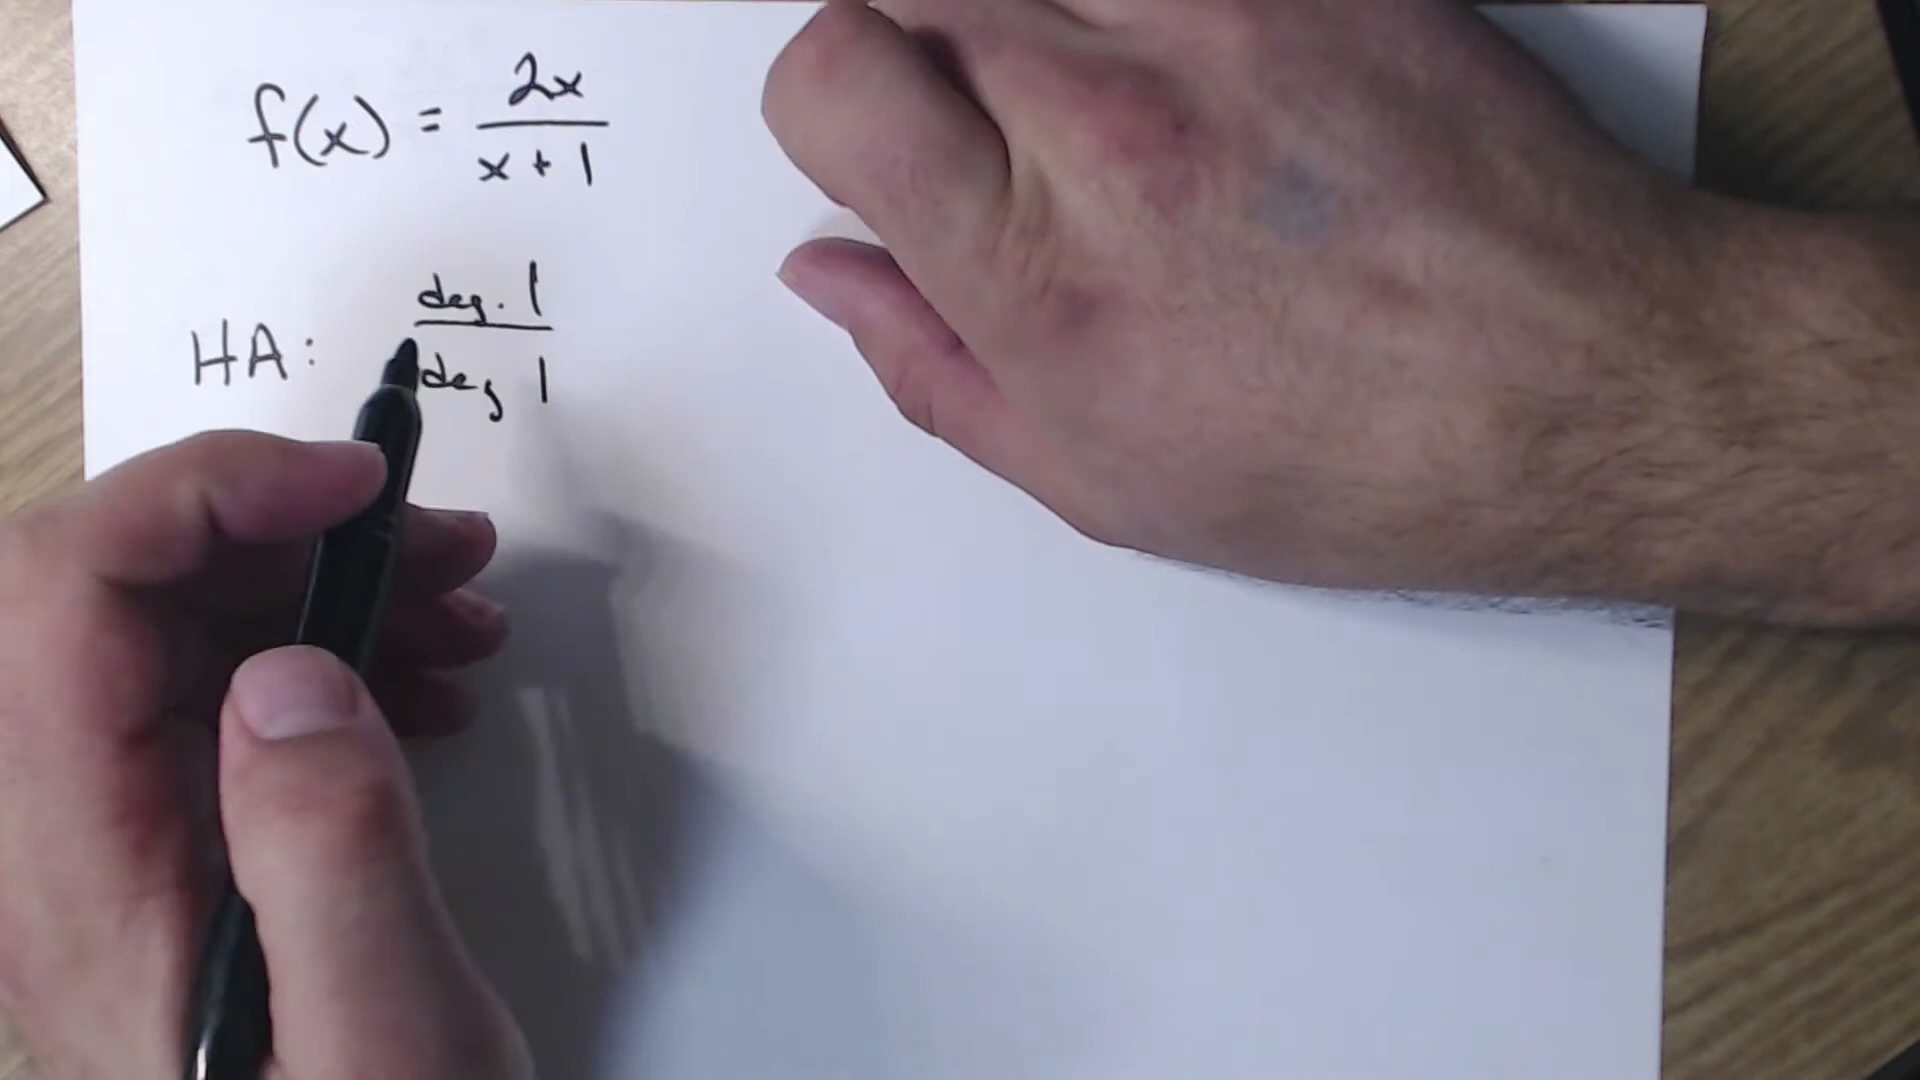 f(x) = 2x / x + 1
HA: deg. 1 / deg 1